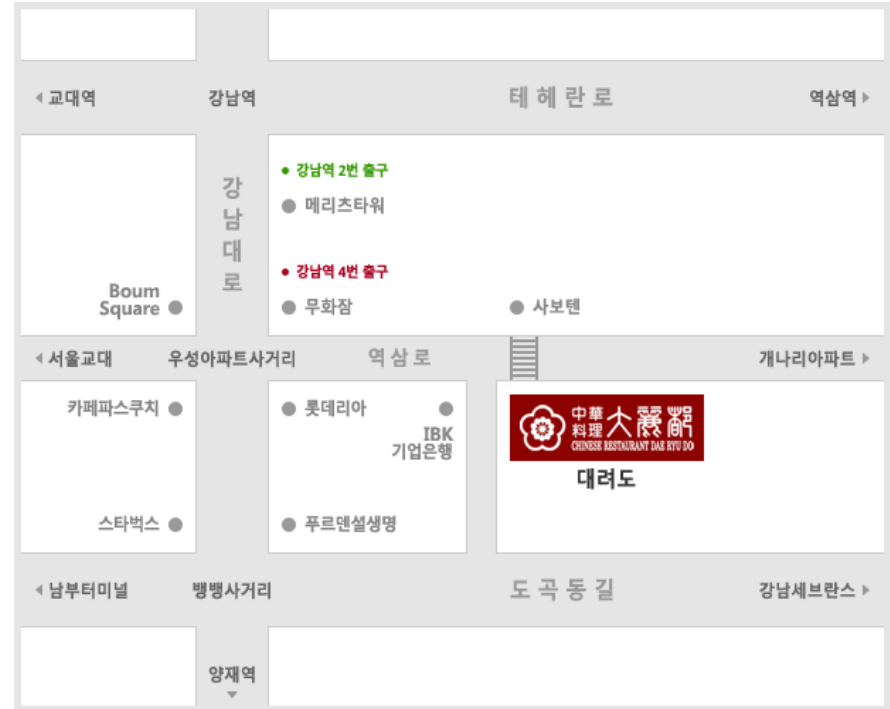 교대역
강남역
테헤란로
역삼역
강남역 2번 출구
메리츠타워
강남대로
강남역 4번 출구
Boum
Square
무화잠
사보텐
서울교대
우성아파트사거리
역삼로
개나리아파트
카페파스쿠치
롯데리아
IBK
기업은행
中華
料理
大麗都
CHINESE RESTAURANT DAE RYU DO
대려도
스타벅스
푸르덴셜생명
남부터미널
뱅뱅사거리
도곡동길
강남세브란스
양재역